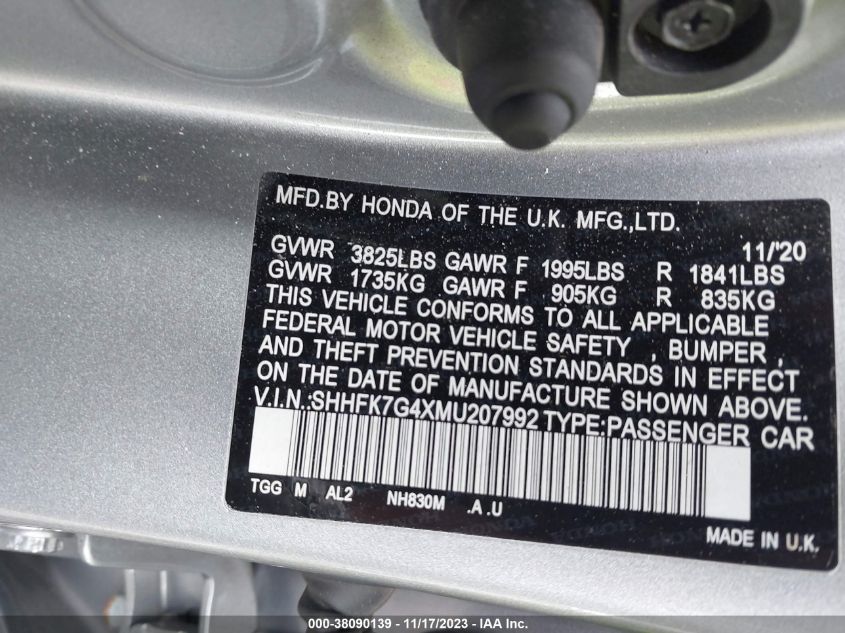 MFD.BY HONDA OF THE U.K. MFG.,LTD.
11/'20
GVWR 3825LBS GAWR F 1995LBS R 1841LBS
GVWR 1735KG GAWR F 905KG R 835KG
THIS VEHICLE CONFORMS TO ALL APPLICABLE
FEDERAL MOTOR VEHICLE SAFETY , BUMPER ,
AND THEFT PREVENTION STANDARDS IN EFFECT
ON THE DATE OF MANUFACTURE SHOWN ABOVE.
V.I.N.:SHHFK7G4XMU207992 TYPE:PASSENGER CAR
TGG M AL2 NH830M .A .U
MADE IN U.K.
000-38090139 - 11/17/2023 - IAA Inc.